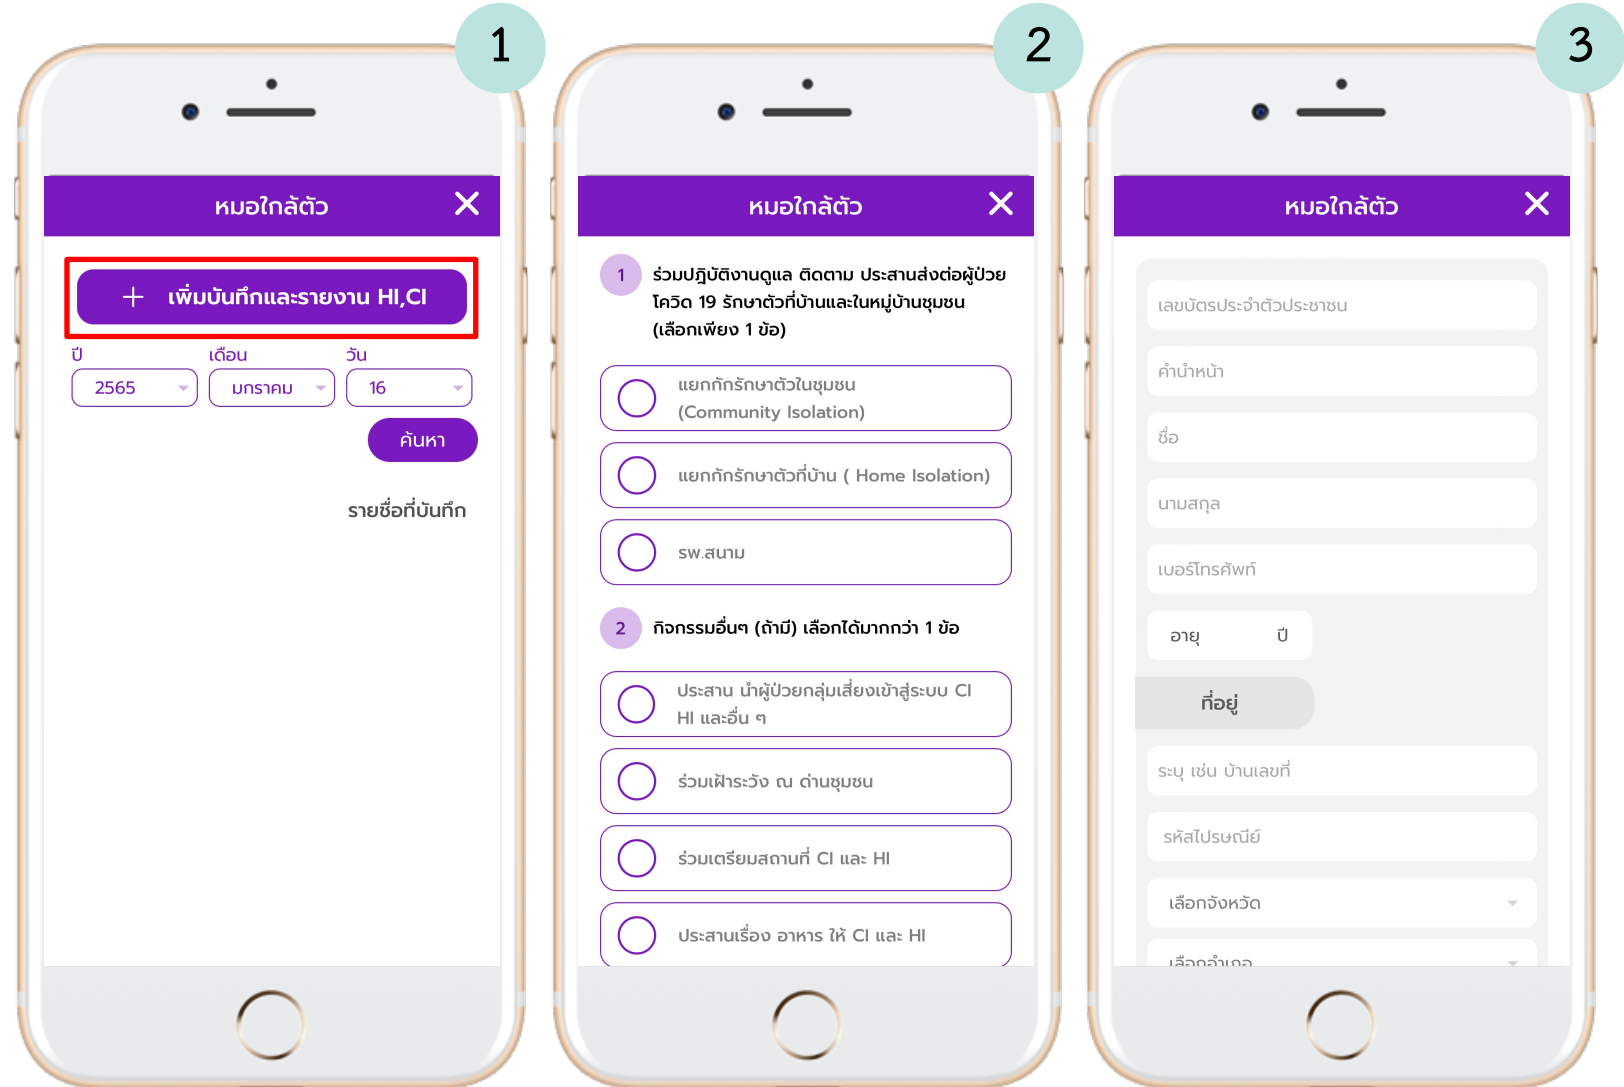 1
หมอใกล้ตัว
+ เพิ่มบันทึกและรายงาน HI,CI
ปี เดือน วัน
2565 มกราคม 16
ค้นหา
รายชื่อที่บันทึก
2
หมอใกล้ตัว
1 ร่วมปฎิบัติงานดูแล ติดตาม ประสานส่งต่อผู้ป่วย
โควิด 19 รักษาตัวที่บ้านและในหมู่บ้านชุมชน
(เลือกเพียง 1 ข้อ)
แยกกักรักษาตัวในชุมชน
(Community Isolation)
แยกกักรักษาตัวที่บ้าน ( Home Isolation)
รพ.สนาม
2 กิจกรรมอื่นๆ (ถ้ามี) เลือกได้มากกว่า 1 ข้อ
ประสาน นำผู้ป่วยกลุ่มเสี่ยงเข้าสู่ระบบ CI
HI และอื่น ๆ
ร่วมเฝ้าระวัง ณ ด่านชุมชน
ร่วมเตรียมสถานที่ CI และ HI
ประสานเรื่อง อาหาร ให้ CI และ HI
3
หมอใกล้ตัว
เลขบัตรประจำตัวประชาชน
คำนำหน้า
ชื่อ
นามสกุล
เบอร์โทรศัพท์
อายุ ปี
ที่อยู่
ระบุ เช่น บ้านเลขที่
รหัสไปรษณีย์
เลือกจังหวัด
เลือกอำเภอ